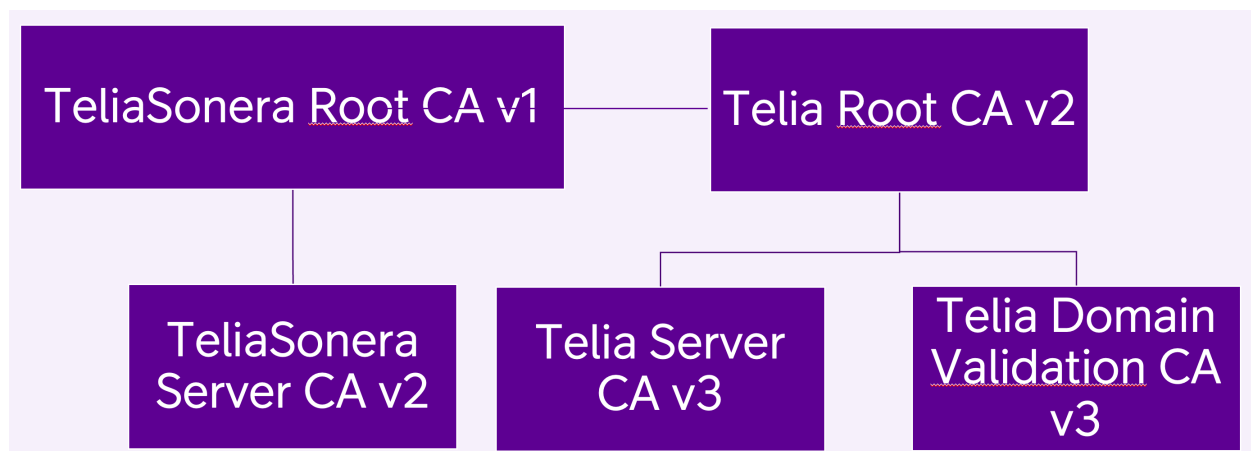 TeliaSonera Root CA v1
Telia Root CA v2
TeliaSonera
Server CA v2
Telia Server
CA v3
Telia Domain
Validation CA
v3